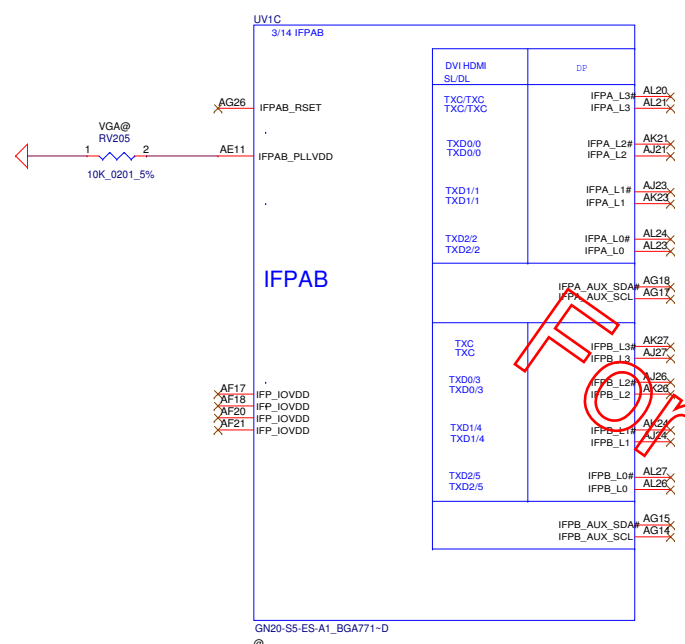 UV1C
3/14 IFPAB
DVI HDMI DP
SL/DL
AG26 IFPAB_RSET
TXC/TXC IFPA_L3# AL20
TXC/TXC IFPA_L3 AL21
VGA@
RV205
1 2
10K_0201_5%
AE11 IFPAB_PLLVDD
TXD0/0 IFPA_L2# AK21
TXD0/0 IFPA_L2 AJ21
TXD1/1 IFPA_L1# AJ23
TXD1/1 IFPA_L1 AK23
TXD2/2 IFPA_L0# AL24
TXD2/2 IFPA_L0 AL23
IFPAB
IFPA_AUX_SDA# AG18
IFPA_AUX_SCL AG17
TXC IFPB_L3# AK27
TXC IFPB_L3 AJ27
TXD0/3 IFPB_L2# AJ26
TXD0/3 IFPB_L2 AK26
AF17 IFP_IOVDD
AF18 IFP_IOVDD
AF20 IFP_IOVDD
AF21 IFP_IOVDD
TXD1/4 IFPB_L1# AK24
TXD1/4 IFPB_L1 AJ24
TXD2/5 IFPB_L0# AL27
TXD2/5 IFPB_L0 AL26
IFPB_AUX_SDA# AG15
IFPB_AUX_SCL AG14
GN20-S5-ES-A1_BGA771~D
@